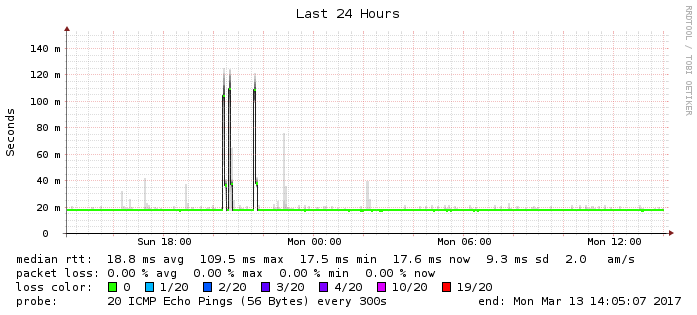 Last 24 Hours
RRDTOOL / TOBI OETIKER
Seconds
140 m
120 m
100 m
80 m
60 m
40 m
20 m
0
Sun 18:00 Mon 00:00 Mon 06:00 Mon 12:00
median rtt: 18.8 ms avg 109.5 ms max 17.5 ms min 17.6 ms now 9.3 ms sd 2.0 am/s
packet loss: 0.00 % avg 0.00 % max 0.00 % min 0.00 % now
loss color: 0 1/20 2/20 3/20 4/20 10/20 19/20
probe: 20 ICMP Echo Pings (56 Bytes) every 300s end: Mon Mar 13 14:05:07 2017